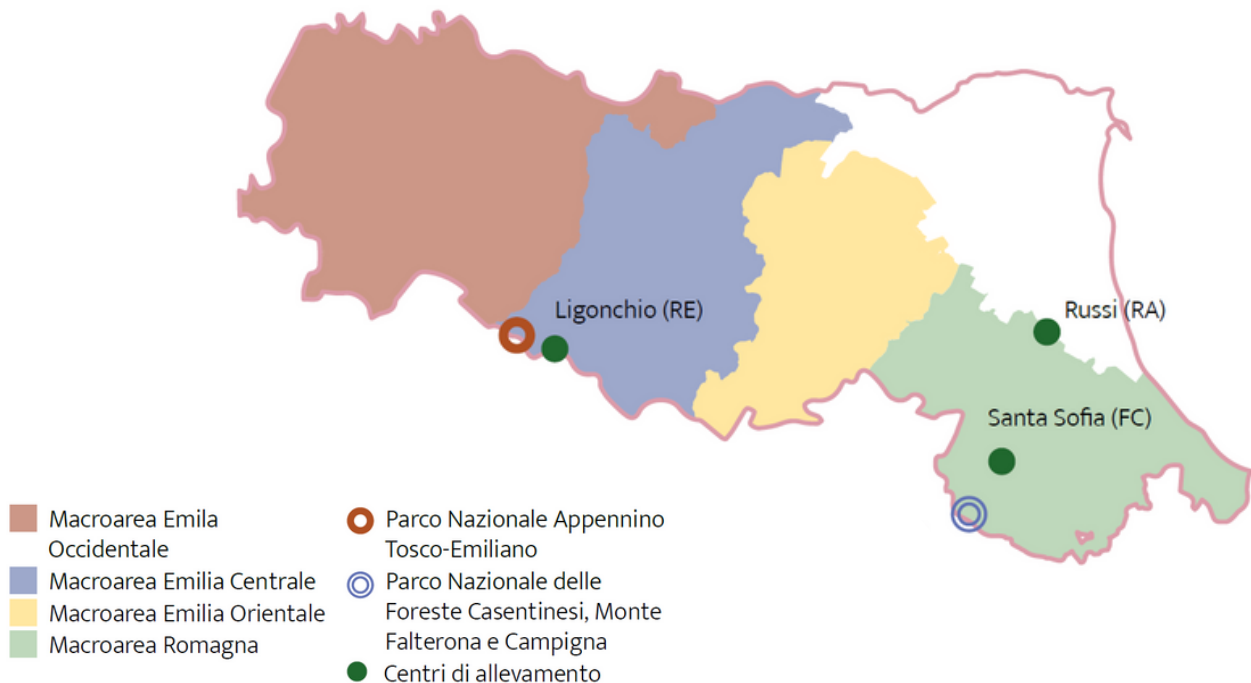 Ligonchio (RE)
Russi (RA)
Santa Sofia (FC)
Macroarea Emila
Occidentale
Macroarea Emilia Centrale
Macroarea Emilia Orientale
Macroarea Romagna
Parco Nazionale Appennino
Tosco-Emiliano
Parco Nazionale delle
Foreste Casentinesi, Monte
Falterona e Campigna
Centri di allevamento